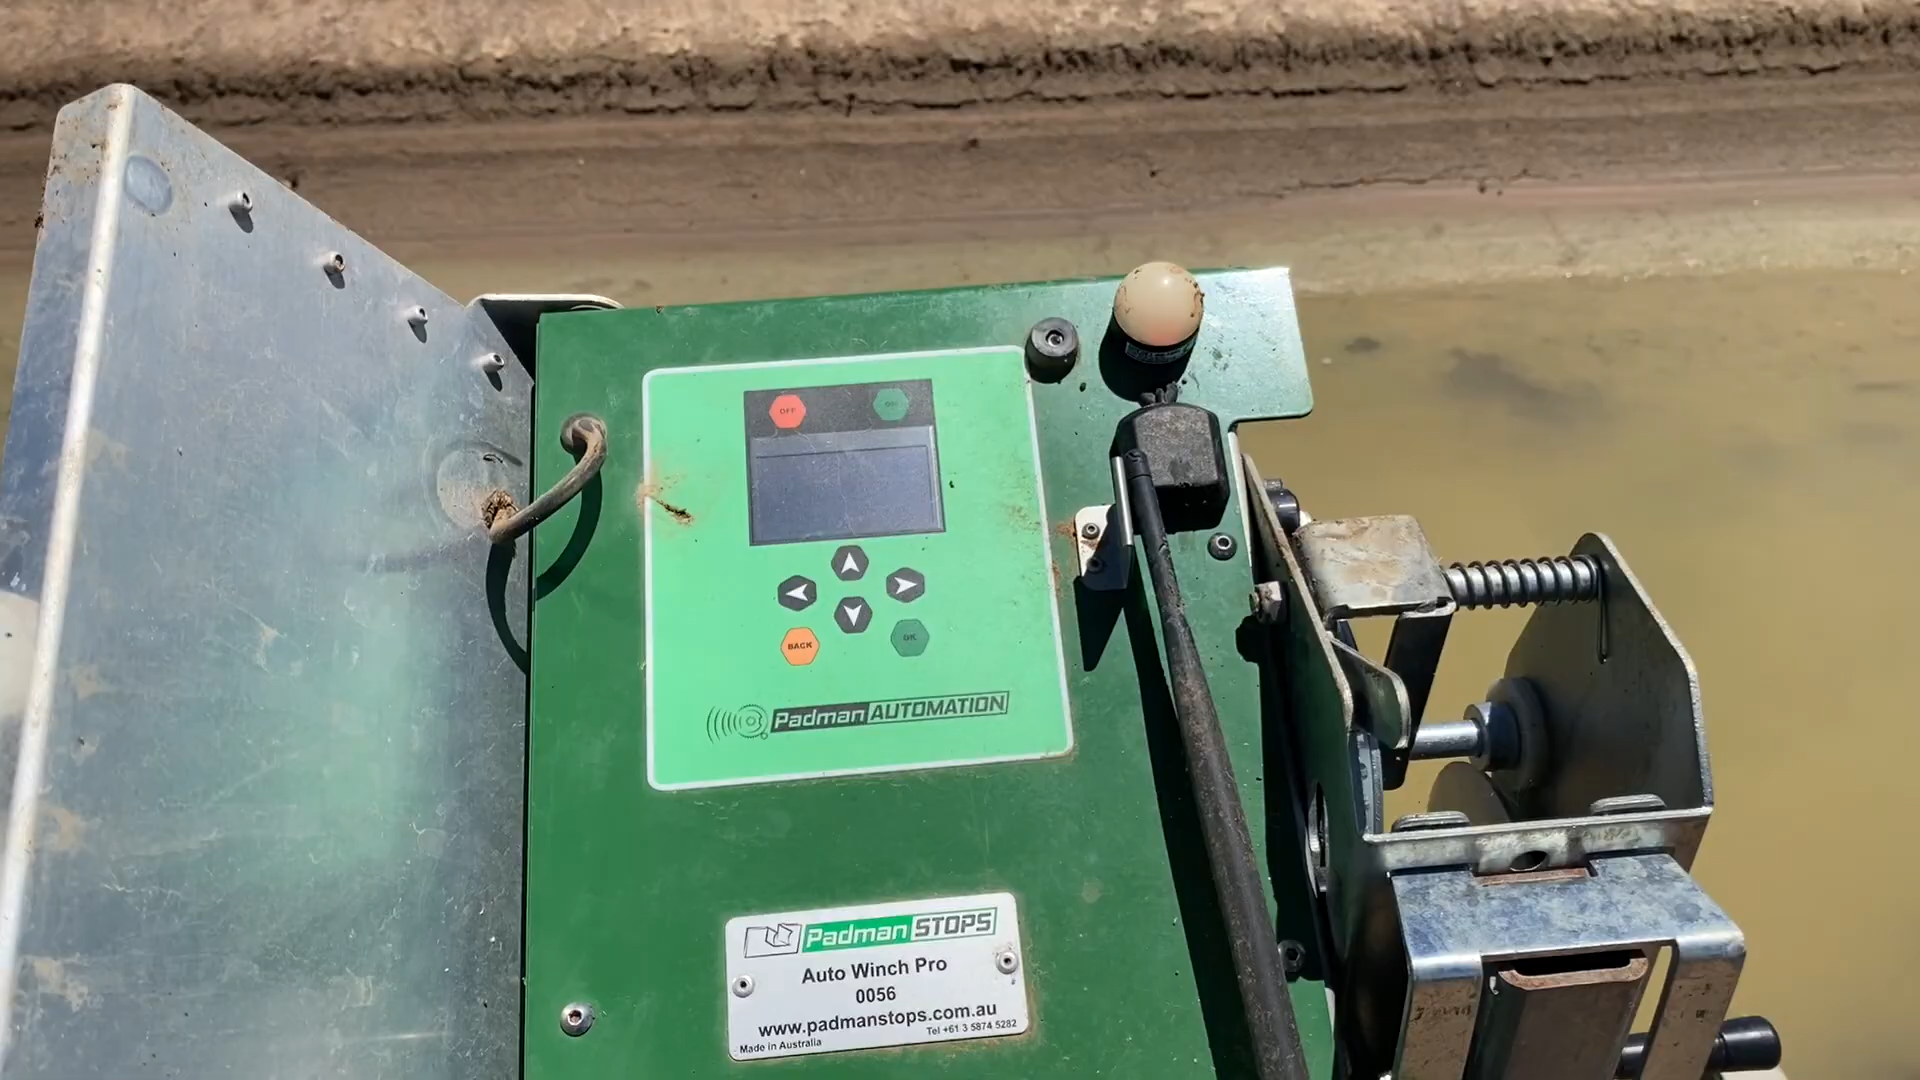 OFF
BACK
OK
Padman AUTOMATION
Padman STOPS
Auto Winch Pro
0056
www.padmanstops.com.au
Tel +61 3 5874 5282
Made in Australia